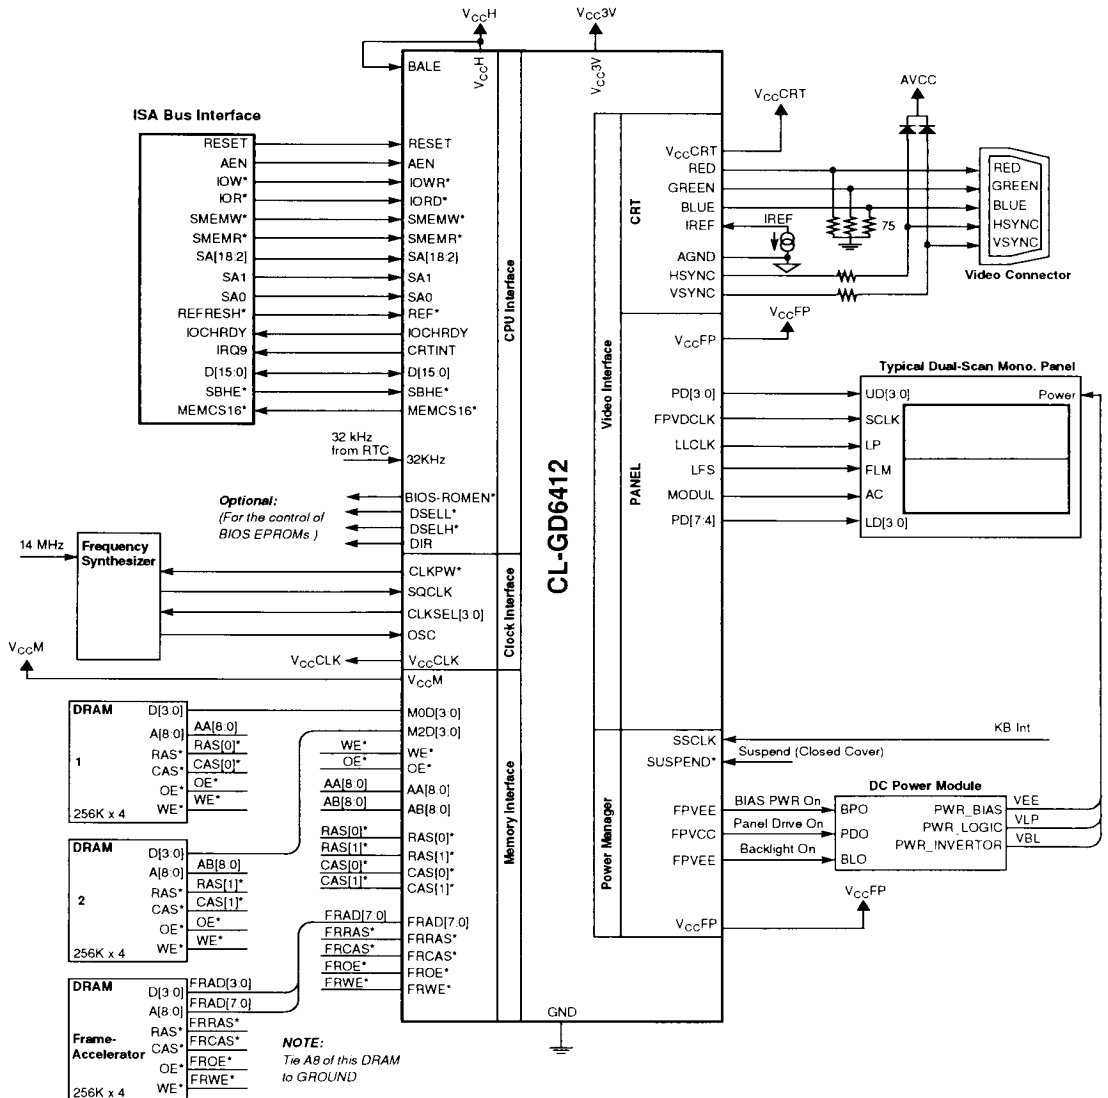 VCCH
VCC3V
BALE
VCCH
VCC3V
VCCCRT
AVCC
ISA Bus Interface
RESET
RESET
AEN
AEN
IOW*
IOWR*
IOR*
IORD*
SMEMW*
SMEMW*
SMEMR*
SMEMR*
SA[18:2]
SA[18:2]
SA1
SA1
SA0
SA0
REFRESH*
REF*
IOCHRDY
IOCHRDY
IRQ9
CRTINT
D[15:0]
D[15:0]
SBHE*
SBHE*
MEMCS16*
MEMCS16*
CPU Interface
32 kHz
from RTC
32KHz
Optional:
(For the control of
BIOS EPROMs.)
BIOS-ROMEN*
DSELL*
DSELH*
DIR
14 MHz
Frequency
Synthesizer
CLKPW*
SQCLK
CLKSEL[3:0]
OSC
VCCCLK
VCCCLK
Clock Interface
VCCM
VCCM
CL-GD6412
Video Interface
CRT
VCCCRT
RED
GREEN
BLUE
IREF
AGND
HSYNC
VSYNC
IREF
75
RED
GREEN
BLUE
HSYNC
VSYNC
Video Connector
VCCFP
VCCFP
PANEL
PD[3:0]
FPVDCLK
LLCLK
LFS
MODUL
PD[7:4]
Typical Dual-Scan Mono. Panel
UD[3:0]
Power
SCLK
LP
FLM
AC
LD[3:0]
DRAM
1
256K x 4
D[3:0]
A[8:0]
RAS*
CAS*
OE*
WE*
AA[8:0]
RAS[0]*
CAS[0]*
OE*
WE*
M0D[3:0]
M2D[3:0]
WE*
WE*
OE*
OE*
AA[8:0]
AA[8:0]
AB[8:0]
AB[8:0]
RAS[0]*
RAS[0]*
RAS[1]*
RAS[1]*
CAS[0]*
CAS[0]*
CAS[1]*
CAS[1]*
Memory Interface
DRAM
2
256K x 4
D[3:0]
A[8:0]
RAS*
CAS*
OE*
WE*
AB[8:0]
RAS[1]*
CAS[1]*
OE*
WE*
FRAD[7:0]
FRAD[7:0]
FRRAS*
FRRAS*
FRCAS*
FRCAS*
FROE*
FROE*
FRWE*
FRWE*
DRAM
Frame-
Accelerator
256K x 4
D[3:0]
A[8:0]
RAS*
CAS*
OE*
WE*
FRAD[3:0]
FRAD[7:0]
FRRAS*
FRCAS*
FROE*
FRWE*
NOTE:
Tie A8 of this DRAM
to GROUND
GND
Power Manager
SSCLK
KB Int
SUSPEND*
Suspend (Closed Cover)
DC Power Module
FPVEE
BIAS PWR On
BPO
PWR_BIAS
VEE
FPVCC
Panel Drive On
PDO
PWR_LOGIC
VLP
FPVEE
Backlight On
BLO
PWR_INVERTOR
VBL
VCCFP
VCCFP